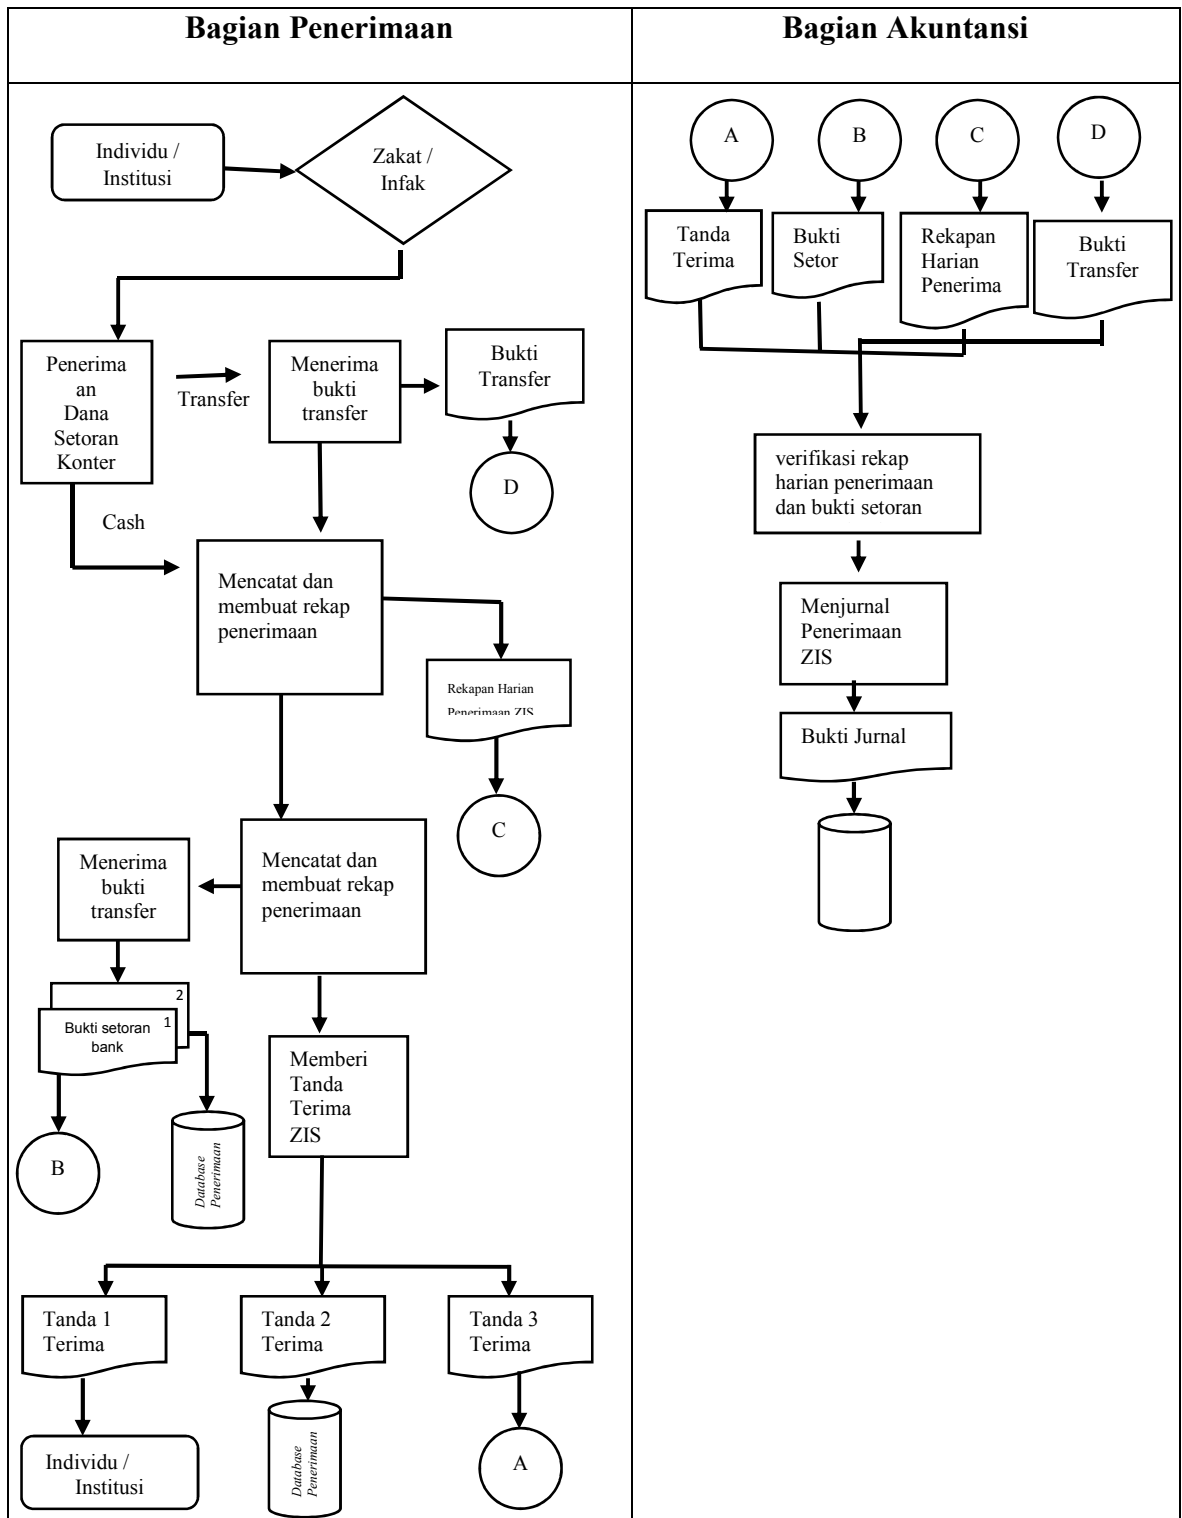 Bagian Penerimaan
Bagian Akuntansi
Individu /
Institusi
Zakat /
Infak
Penerima
an
Dana
Setoran
Konter
Transfer
Menerima
bukti
transfer
Bukti
Transfer
D
Cash
Mencatat dan
membuat rekap
penerimaan
Rekapan Harian
Penerimaan ZIS
C
Mencatat dan
membuat rekap
penerimaan
Menerima
bukti
transfer
2
Bukti setoran 1
bank
B
Database
Penerimaan
Memberi
Tanda
Terima
ZIS
Tanda 1
Terima
Tanda 2
Terima
Tanda 3
Terima
Individu /
Institusi
Database
Penerimaan
A
A
B
C
D
Tanda
Terima
Bukti
Setor
Rekapan
Harian
Penerima
Bukti
Transfer
verifikasi rekap
harian penerimaan
dan bukti setoran
Menjurnal
Penerimaan
ZIS
Bukti Jurnal